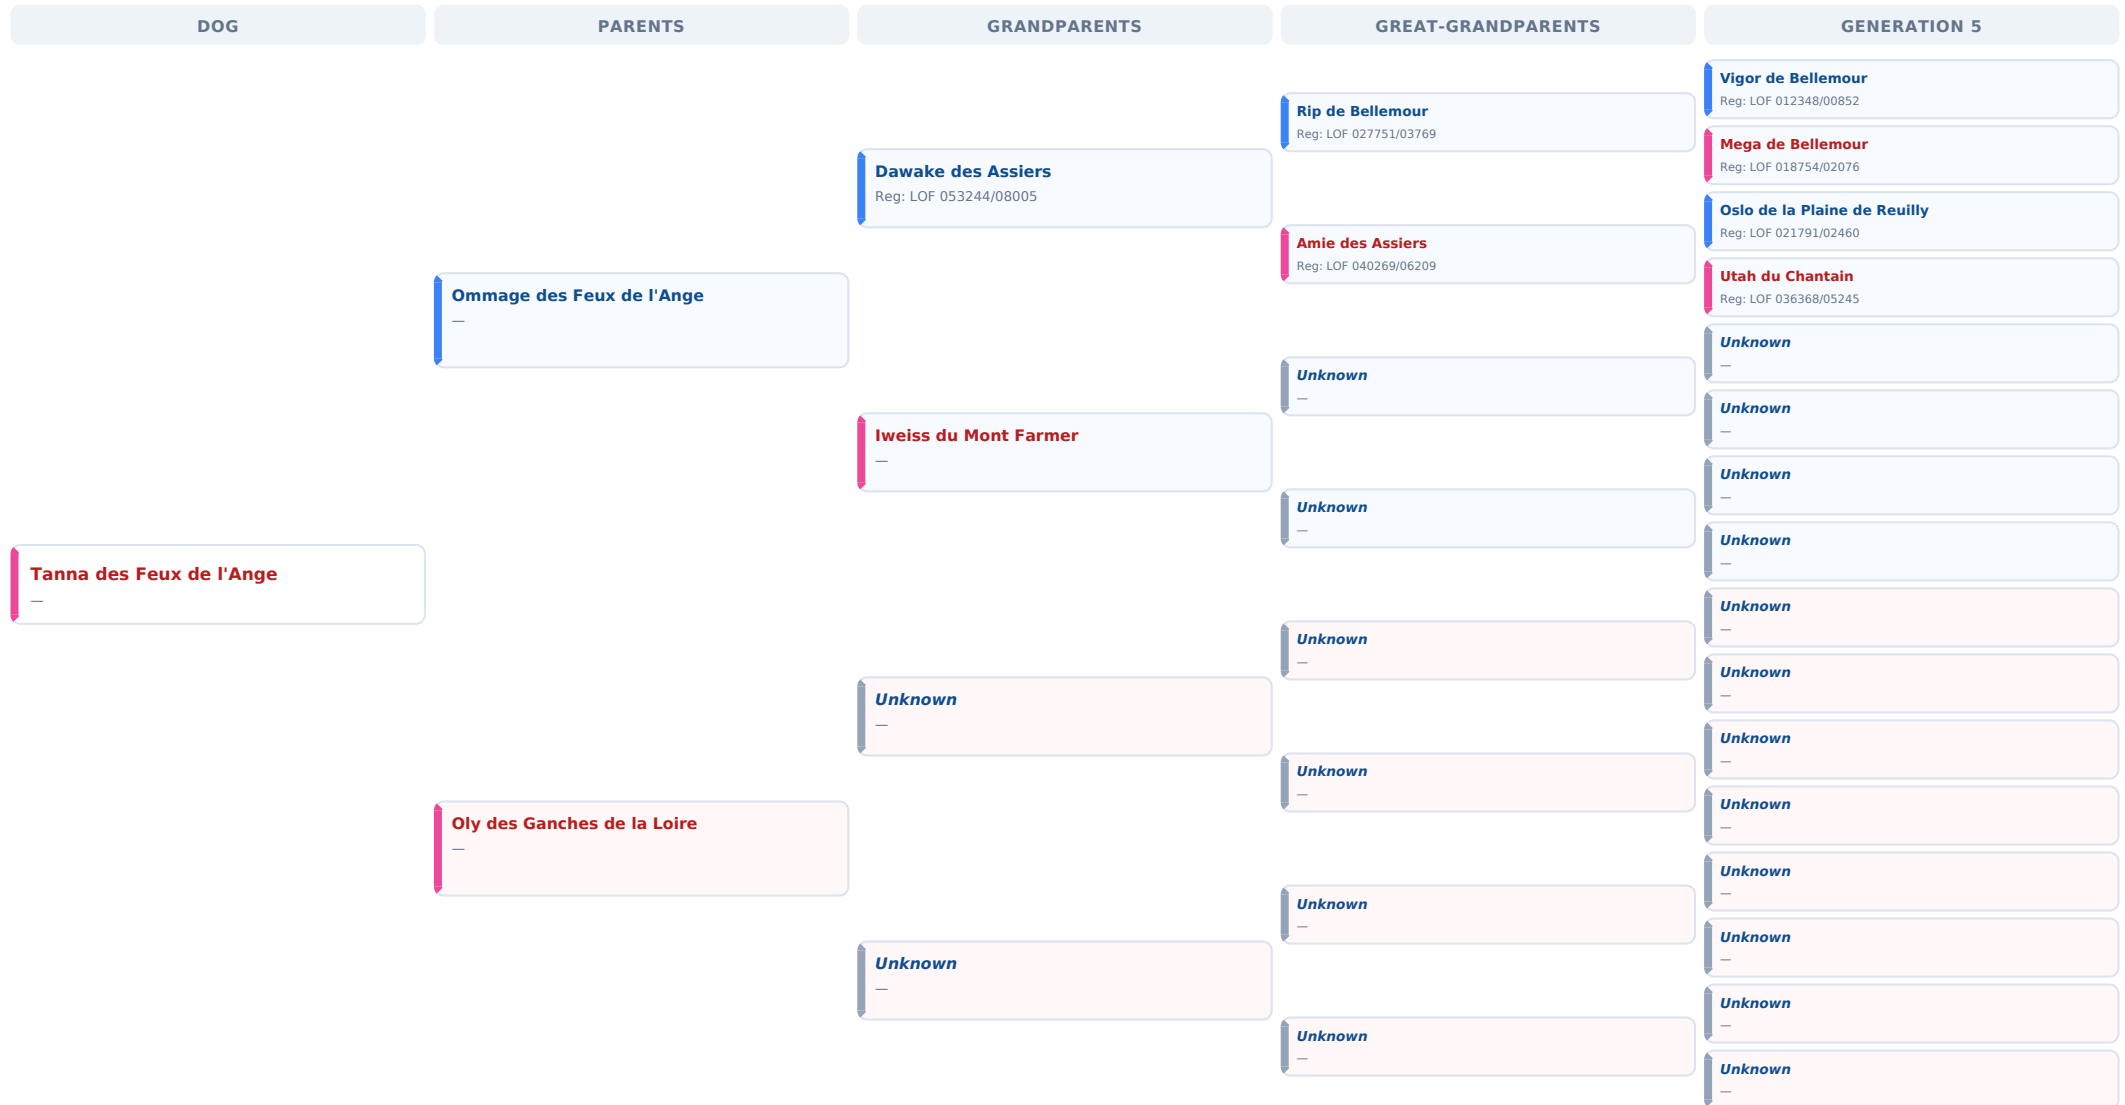 DOG
PARENTS
GRANDPARENTS
GREAT-GRANDPARENTS
GENERATION 5
Tanna des Feux de l'Ange
—
Ommage des Feux de l'Ange
—
Oly des Ganches de la Loire
—
Dawake des Assiers
Reg: LOF 053244/08005
Iweiss du Mont Farmer
—
Unknown
—
Unknown
—
Rip de Bellemour
Reg: LOF 027751/03769
Amie des Assiers
Reg: LOF 040269/06209
Unknown
—
Unknown
—
Unknown
—
Unknown
—
Unknown
—
Unknown
—
Vigor de Bellemour
Reg: LOF 012348/00852
Mega de Bellemour
Reg: LOF 018754/02076
Oslo de la Plaine de Reuilly
Reg: LOF 021791/02460
Utah du Chantain
Reg: LOF 036368/05245
Unknown
—
Unknown
—
Unknown
—
Unknown
—
Unknown
—
Unknown
—
Unknown
—
Unknown
—
Unknown
—
Unknown
—
Unknown
—
Unknown
—